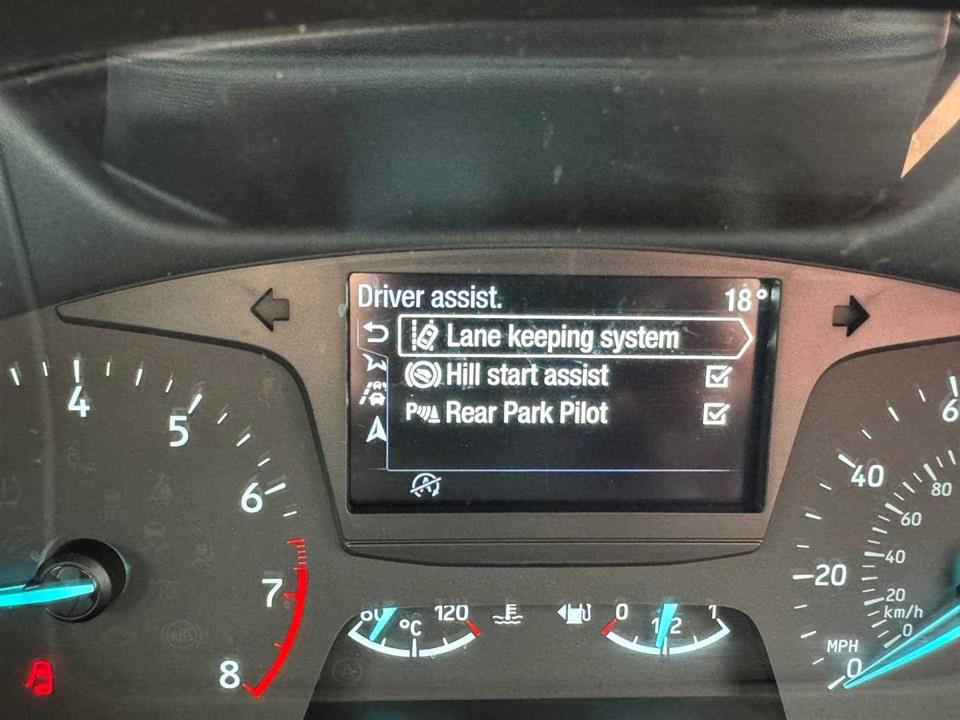 Driver assist. 18°
Lane keeping system
Hill start assist
Rear Park Pilot
4
5
6
7
8
120
°C
0
1
6
40
20
MPH
0
80
60
40
20
km/h
0